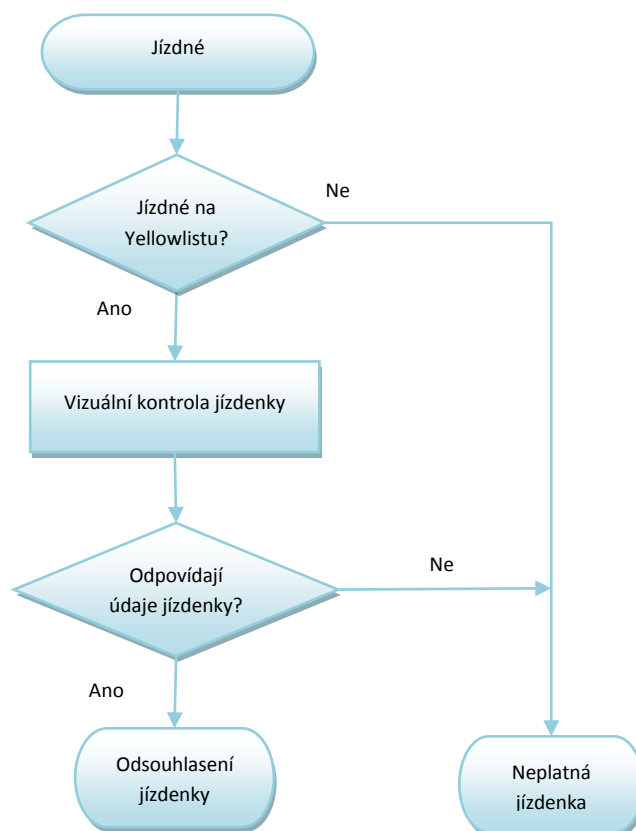 Jízdné
Ne
Jízdné na
Yellowlistu?
Ano
Vizuální kontrola jízdenky
Ne
Odpovídají
údaje jízdenky?
Ano
Odsouhlasení
jízdenky
Neplatná
jízdenka